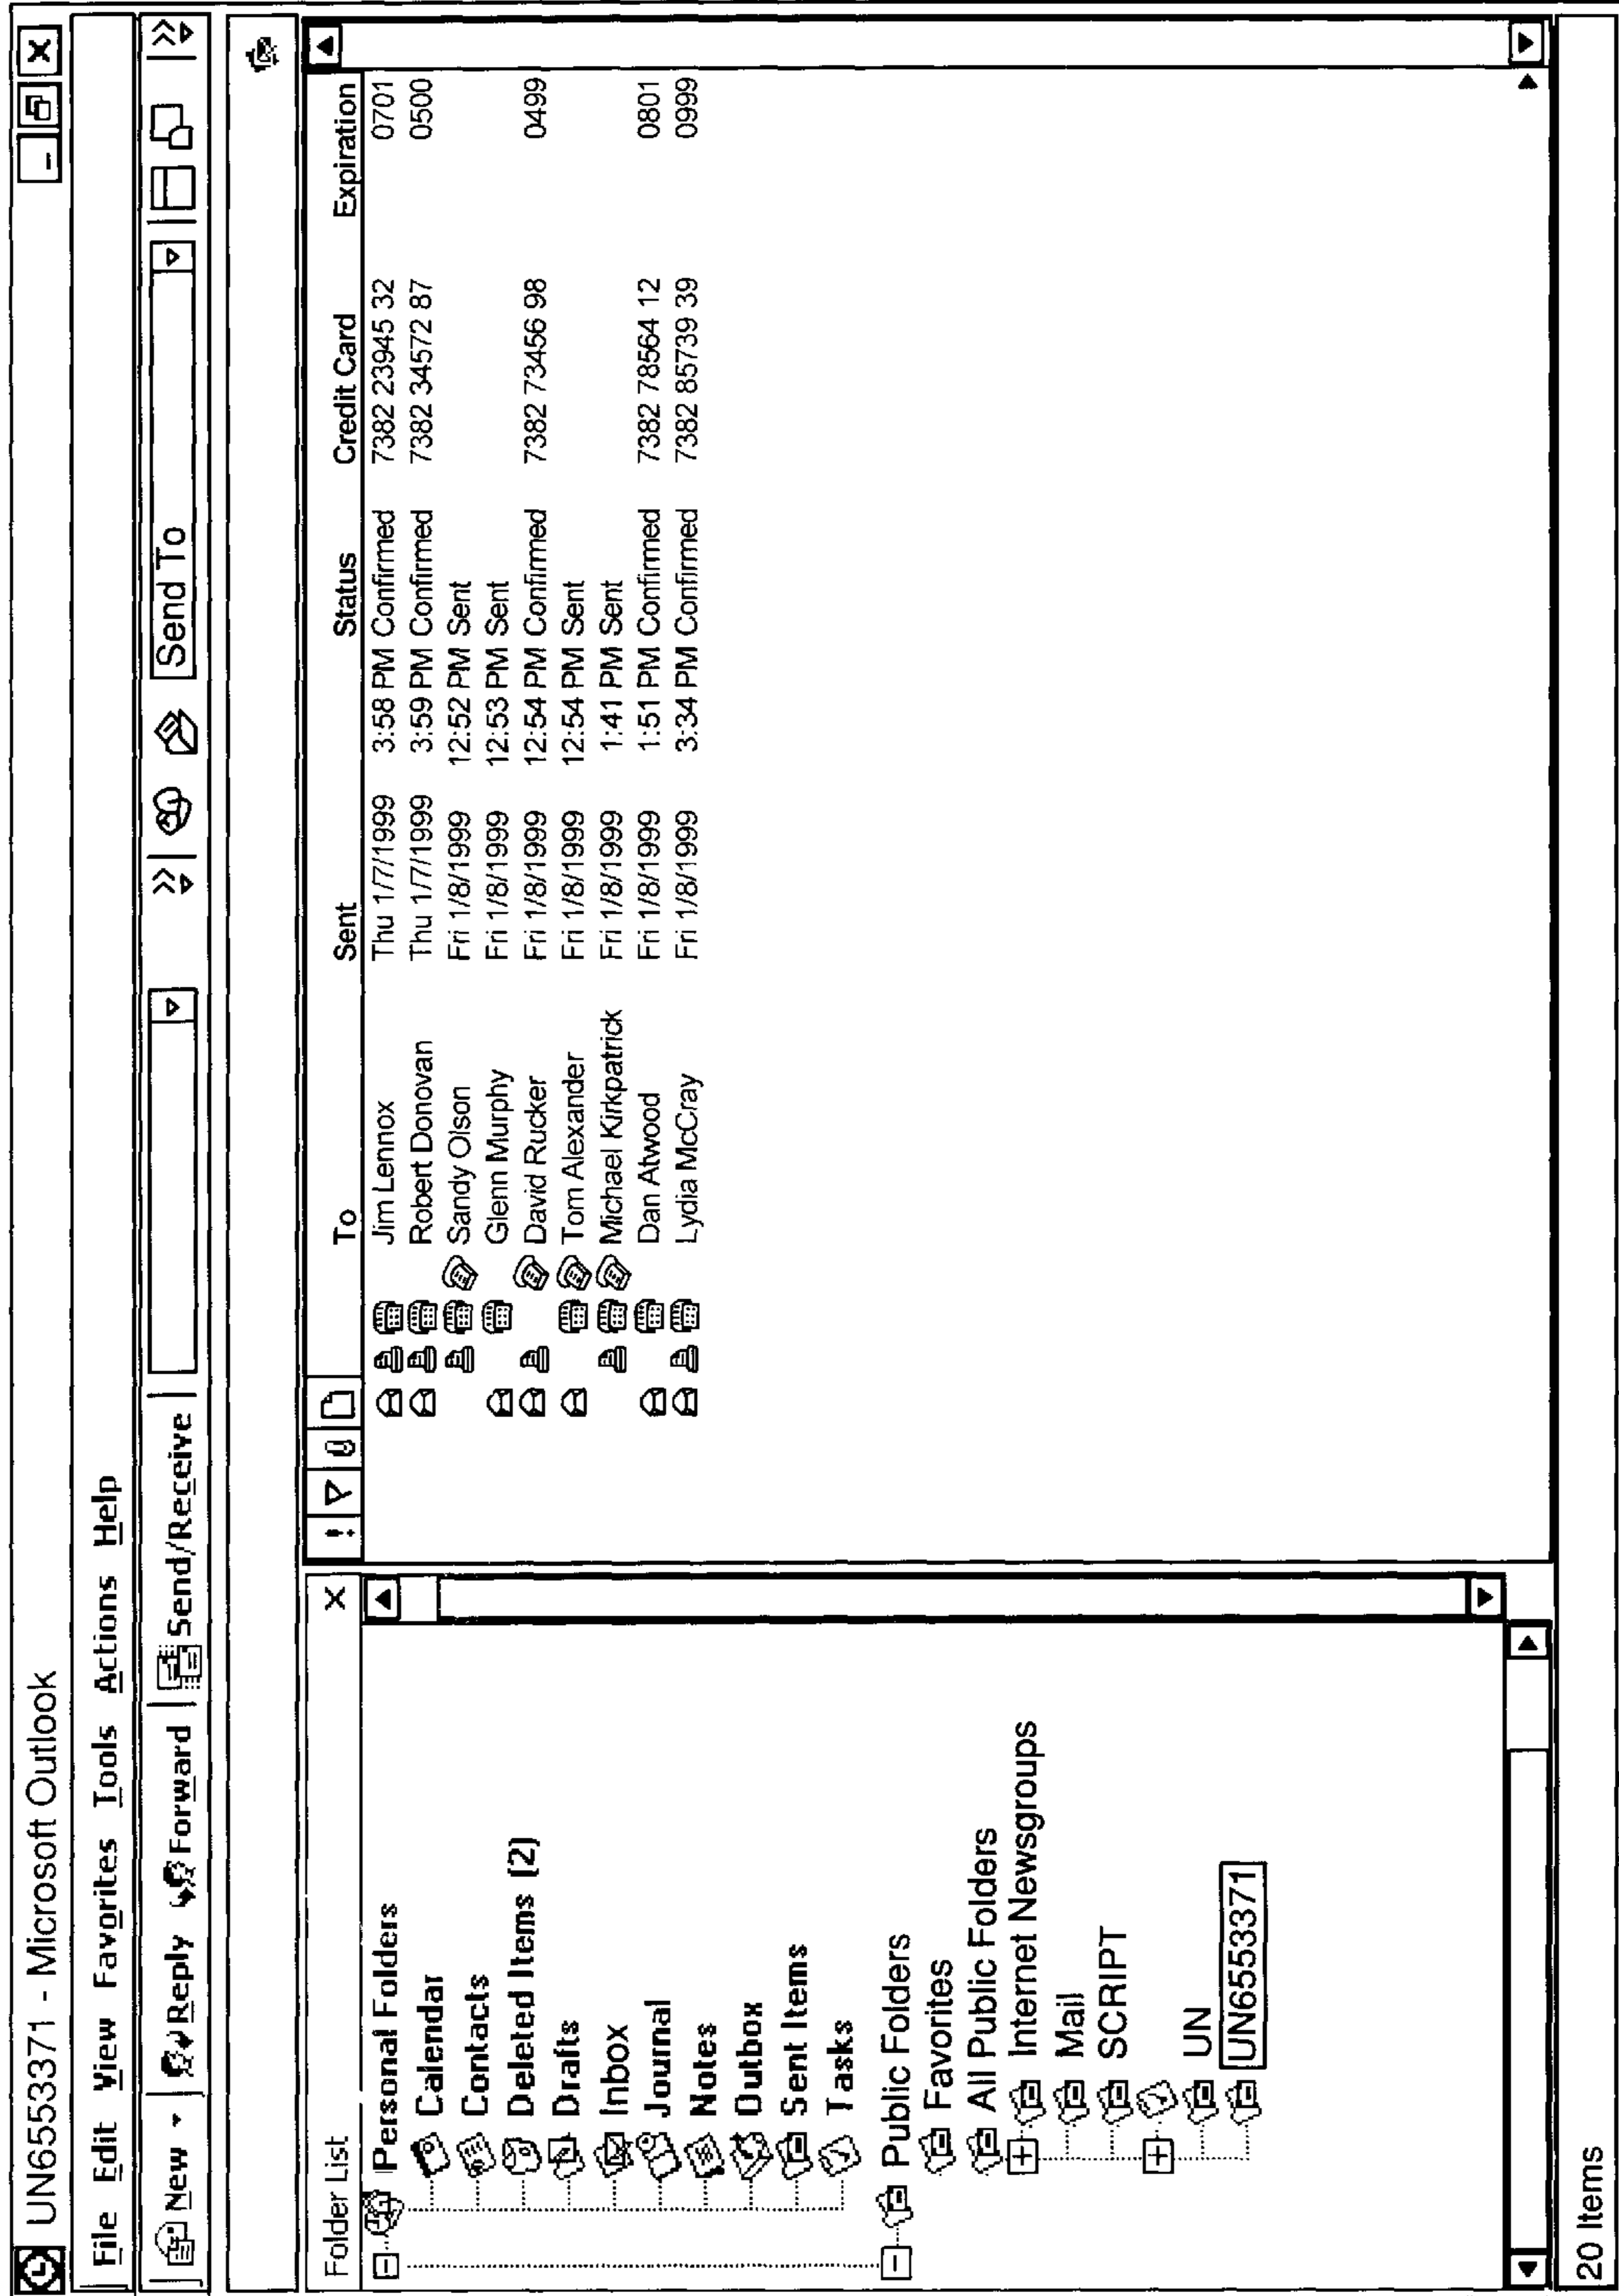 UN6553371 - Microsoft Outlook
File Edit View Favorites Tools Actions Help
New Reply Forward Send/Receive Send To
Folder List
Personal Folders
Calendar
Contacts
Deleted Items (2)
Drafts
Inbox
Journal
Notes
Outbox
Sent Items
Tasks
Public Folders
Favorites
All Public Folders
Internet Newsgroups
Mail
SCRIPT
UN
UN6553371
! To Sent Status Credit Card Expiration
Jim Lennox Thu 1/7/1999 3:58 PM Confirmed 7382 23945 32 0701
Robert Donovan Thu 1/7/1999 3:59 PM Confirmed 7382 34572 87 0500
Sandy Olson Fri 1/8/1999 12:52 PM Sent
Glenn Murphy Fri 1/8/1999 12:53 PM Sent
David Rucker Fri 1/8/1999 12:54 PM Confirmed 7382 73456 98 0499
Tom Alexander Fri 1/8/1999 12:54 PM Sent
Michael Kirkpatrick Fri 1/8/1999 1:41 PM Sent
Dan Atwood Fri 1/8/1999 1:51 PM Confirmed 7382 78564 12 0801
Lydia McCray Fri 1/8/1999 3:34 PM Confirmed 7382 85739 39 0999
20 Items